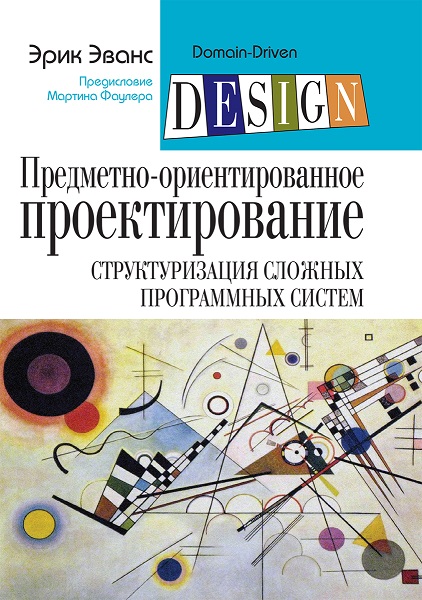 Эрик Эванс
Предисловие
Мартина Фаулера
Domain-Driven
DESIGN
Предметно-ориентированное
проектирование
СТРУКТУРИЗАЦИЯ СЛОЖНЫХ
ПРОГРАММНЫХ СИСТЕМ